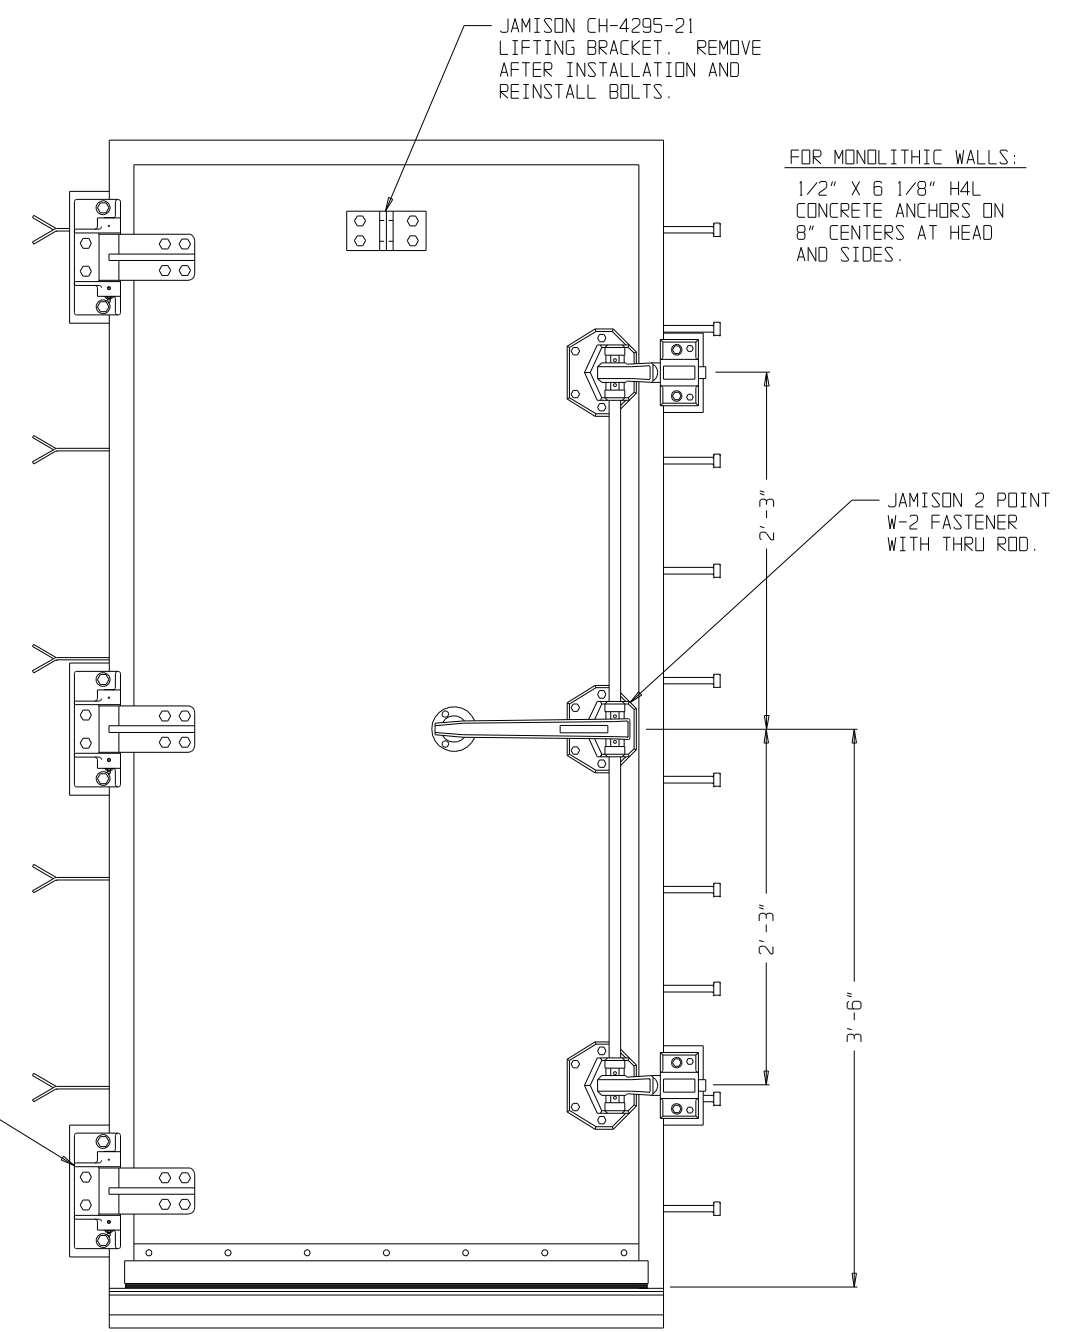 JAMISON CH-4295-21
LIFTING BRACKET. REMOVE
AFTER INSTALLATION AND
REINSTALL BOLTS.
FOR MONOLITHIC WALLS:
1/2" X 6 1/8" H4L
CONCRETE ANCHORS ON
8" CENTERS AT HEAD
AND SIDES.
2'-3"
JAMISON 2 POINT
W-2 FASTENER
WITH THRU ROD.
2'-3"
3'-6"